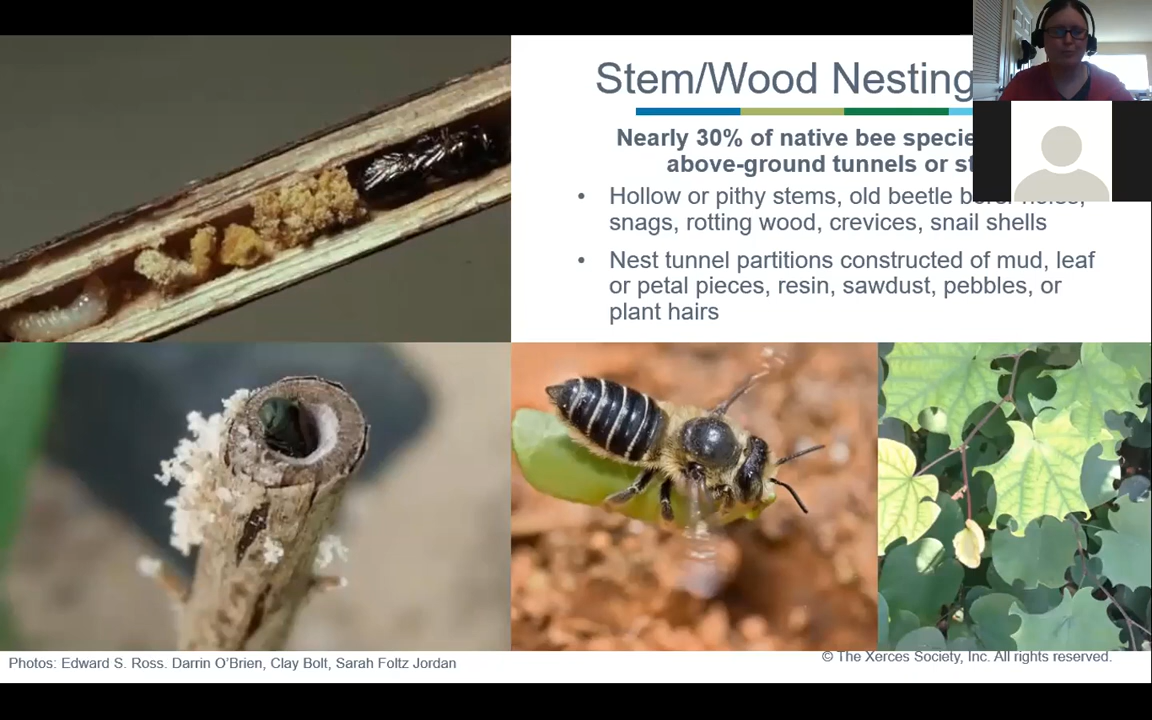 Stem/Wood Nesting
Nearly 30% of native bee
above-ground tunnels or
• Hollow or pithy stems, old beetle
snags, rotting wood, crevices, snail shells
• Nest tunnel partitions constructed of mud, leaf
or petal pieces, resin, sawdust, pebbles, or
plant hairs
Photos: Edward S. Ross. Darrin O’Brien, Clay Bolt, Sarah Foltz Jordan
© The Xerces Society, Inc. All rights reserved.